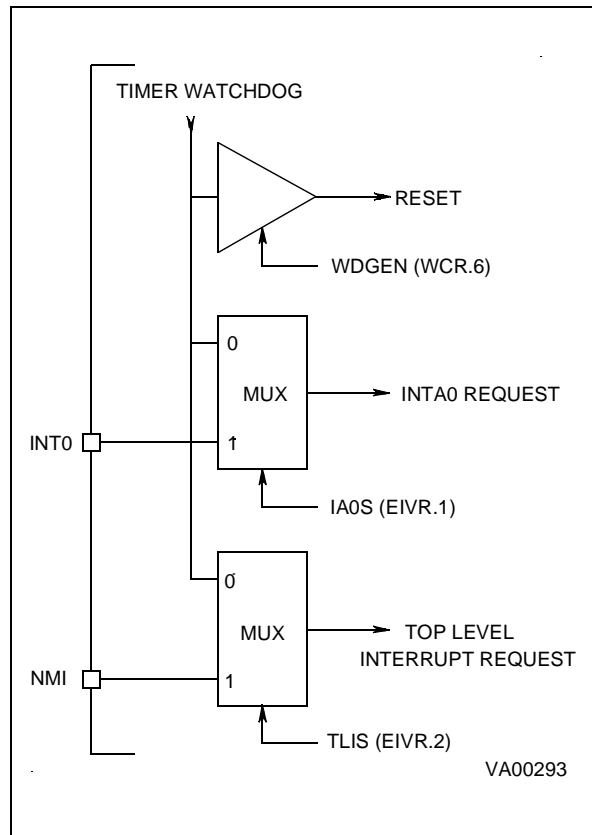 TIMER WATCHDOG
RESET
WDGEN (WCR.6)
0
MUX
INTA0 REQUEST
INT0
1
IA0S (EIVR.1)
0
MUX
TOP LEVEL
INTERRUPT REQUEST
NMI
1
TLIS (EIVR.2)
VA00293